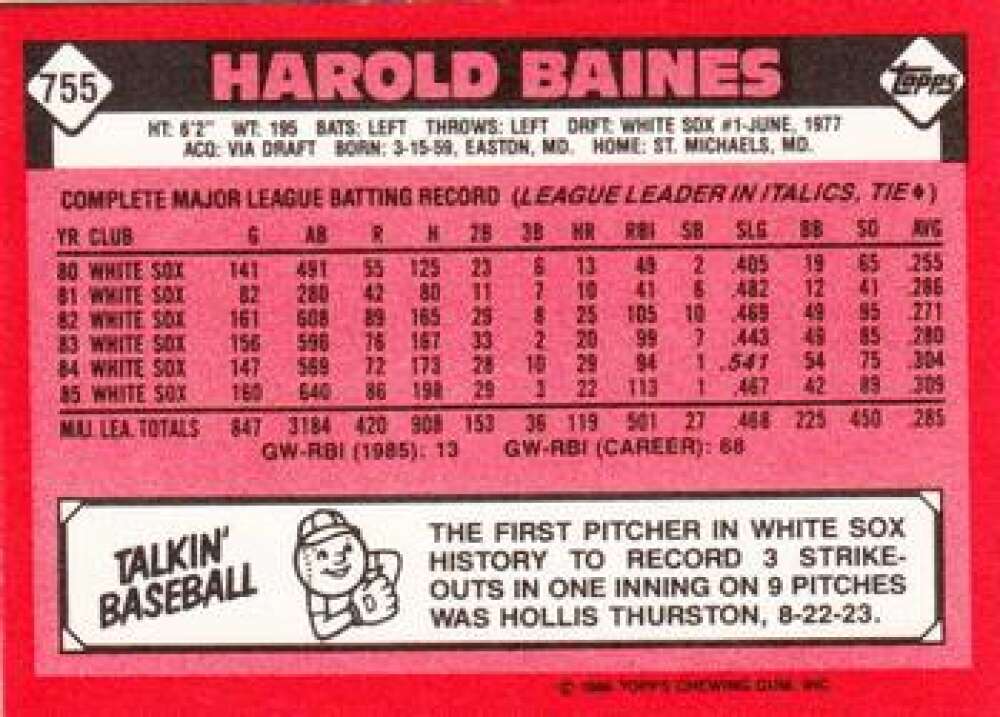 755 HAROLD BAINES Topps
HT: 6'2" WT: 195 BATS: LEFT THROWS: LEFT DRFT: WHITE SOX #1-JUNE, 1977
ACQ: VIA DRAFT BORN: 3-15-59, EASTON, MD. HOME: ST. MICHAELS, MD.
COMPLETE MAJOR LEAGUE BATTING RECORD (LEAGUE LEADER IN ITALICS, TIE ♦)
YR CLUB G AB R H 2B 3B HR RBI SB SLG BB SO AVG
80 WHITE SOX 141 491 55 125 23 6 13 49 2 .405 19 65 .255
81 WHITE SOX 82 280 42 80 11 7 10 41 6 .482 12 41 .286
82 WHITE SOX 161 608 89 165 29 8 25 105 10 .469 49 95 .271
83 WHITE SOX 156 596 76 167 33 2 20 99 7 .443 49 85 .280
84 WHITE SOX 147 569 72 173 28 10 29 94 1 .541 54 75 .304
85 WHITE SOX 160 640 86 198 29 3 22 113 1 .467 42 89 .309
MAJ. LEA. TOTALS 847 3184 420 908 153 36 119 501 27 .468 225 450 .285
GW-RBI (1985): 13 GW-RBI (CAREER): 66
TALKIN'
BASEBALL
THE FIRST PITCHER IN WHITE SOX
HISTORY TO RECORD 3 STRIKE-
OUTS IN ONE INNING ON 9 PITCHES
WAS HOLLIS THURSTON, 8-22-23.
© 1986 TOPPS CHEWING GUM, INC.